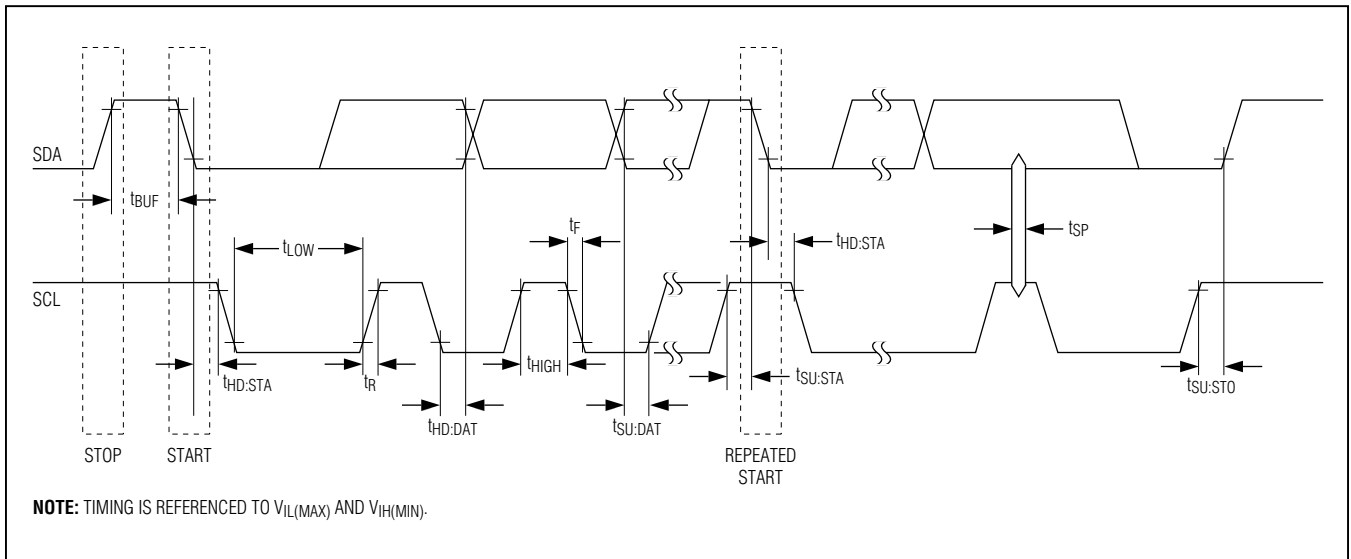 SDA
tBUF
tLOW
tF
tHD:STA
tSP
SCL
tHD:STA
tR
tHIGH
tHD:DAT
tSU:DAT
tSU:STA
tSU:STO
STOP
START
REPEATED
START
NOTE: TIMING IS REFERENCED TO VIL(MAX) AND VIH(MIN).